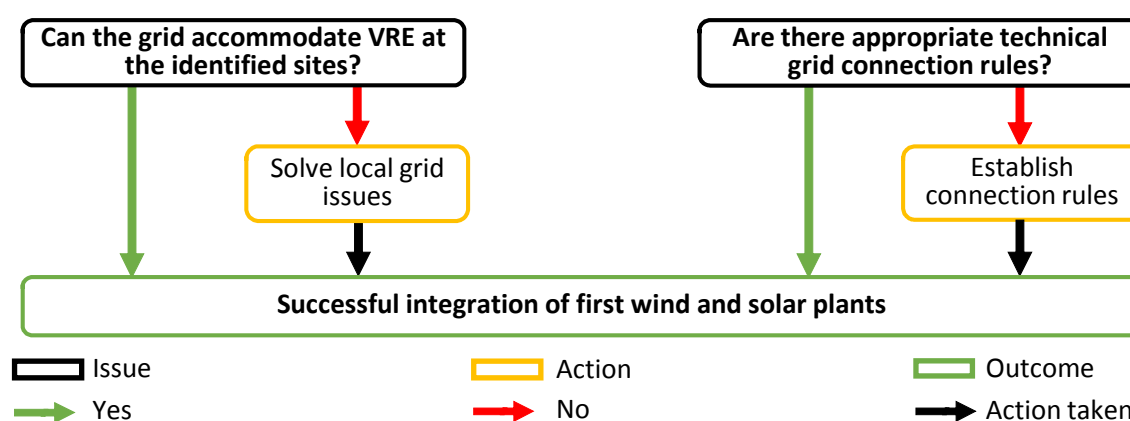 Can the grid accommodate VRE at
the identified sites?
Are there appropriate technical
grid connection rules?
Solve local grid
issues
Establish
connection rules
Successful integration of first wind and solar plants
Issue
Action
Outcome
Yes
No
Action taken